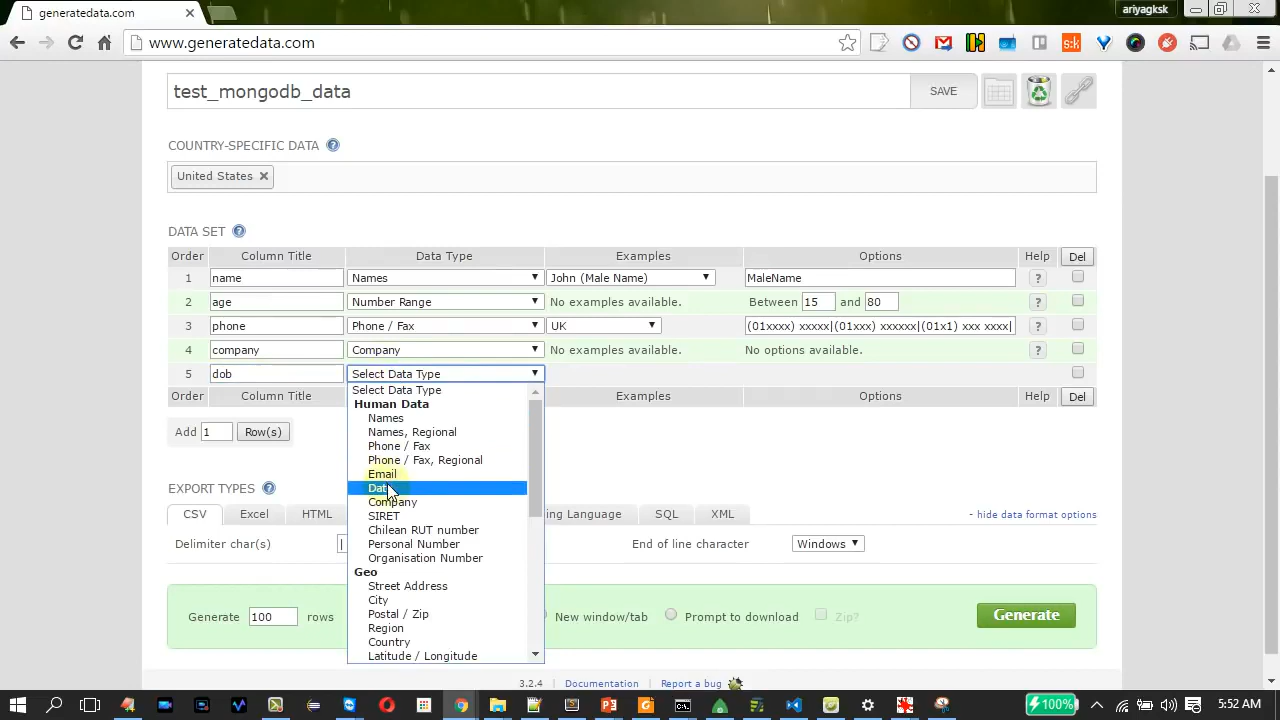 generatedata.com
ariyagksk
www.generatedata.com
test_mongodb_data
SAVE
COUNTRY-SPECIFIC DATA ?
United States
DATA SET ?
Order Column Title Data Type Examples Options Help Del
1 name Names John (Male Name) MaleName ?
2 age Number Range No examples available. Between 15 and 80 ?
3 phone Phone / Fax UK (01xxxx) xxxxx|(01xxx) xxxxxx|(01x1) xxx xxxx| ?
4 company Company No examples available. No options available. ?
5 dob Select Data Type
Order Column Title Examples Options Help Del
Select Data Type
Human Data
Names
Names, Regional
Phone / Fax
Phone / Fax, Regional
Email
Company
SIRET
Chilean RUT number
Personal Number
Organisation Number
Geo
Street Address
City
Postal / Zip
Region
Country
Latitude / Longitude
Add 1 Row(s)
EXPORT TYPES ?
CSV Excel HTML Language SQL XML
- hide data format options
Delimiter char(s) | End of line character Windows
Generate 100 rows New window/tab Prompt to download Zip? Generate
3.2.4 Documentation Report a bug
100% 5:52 AM